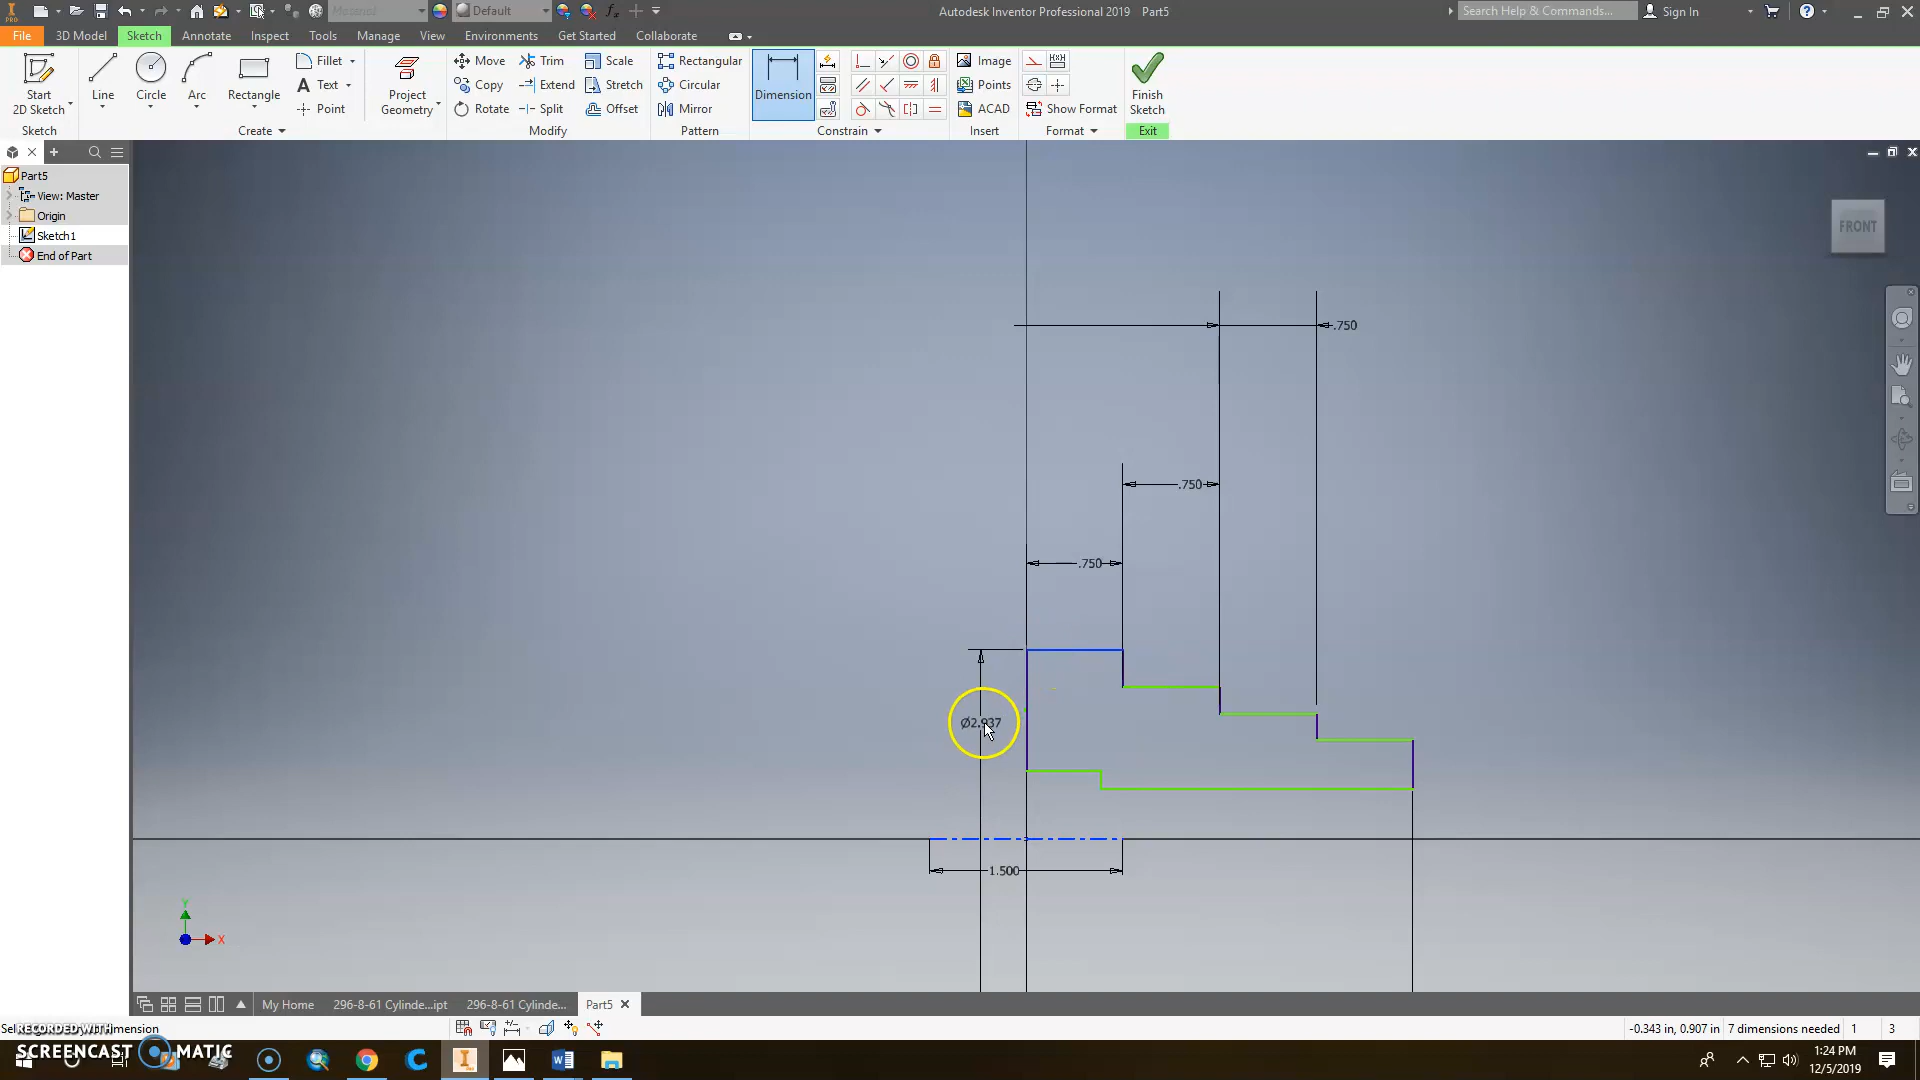 Material
Default
Autodesk Inventor Professional 2019 Part5
Search Help & Commands...
Sign In
File 3D Model Sketch Annotate Inspect Tools Manage View Environments Get Started Collaborate
Start 2D Sketch
Line
Circle
Arc
Rectangle
Fillet
Text
Point
Project Geometry
Move
Copy
Rotate
Trim
Extend
Split
Scale
Stretch
Offset
Rectangular
Circular
Mirror
Dimension
Image
Points
ACAD
Show Format
Finish Sketch
Sketch Create Modify Pattern Constrain Insert Format Exit
Part5
View: Master
Origin
Sketch1
End of Part
FRONT
.750
.750
.750
Ø2.937
1.500
Y
X
My Home 296-8-61 Cylinde...ipt 296-8-61 Cylinde... Part5
-0.343 in, 0.907 in 7 dimensions needed 1 3
RECORDED WITH
SCREENCAST MATIC
1:24 PM
12/5/2019